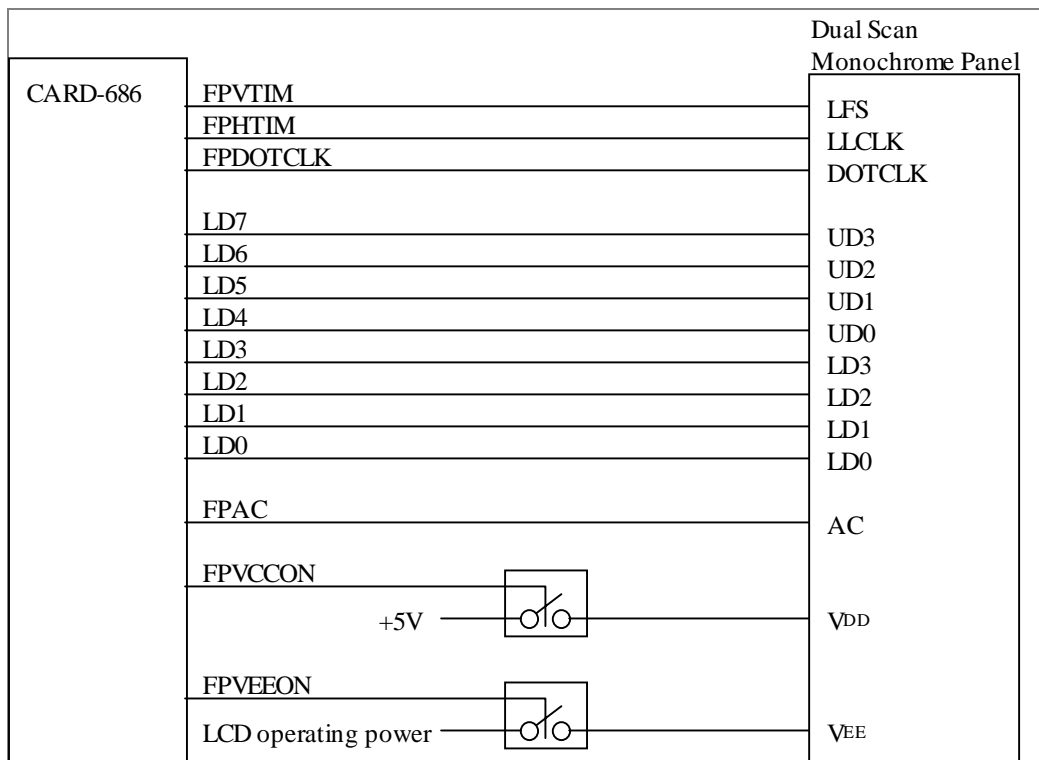 Dual Scan
Monochrome Panel
CARD-686
FPVTIM
LFS
FPHTIM
LLCLK
FPDOTCLK
DOTCLK
LD7
UD3
LD6
UD2
LD5
UD1
LD4
UD0
LD3
LD3
LD2
LD2
LD1
LD1
LD0
LD0
FPAC
AC
FPVCCON
+5V
VDD
FPVEEON
LCD operating power
VEE